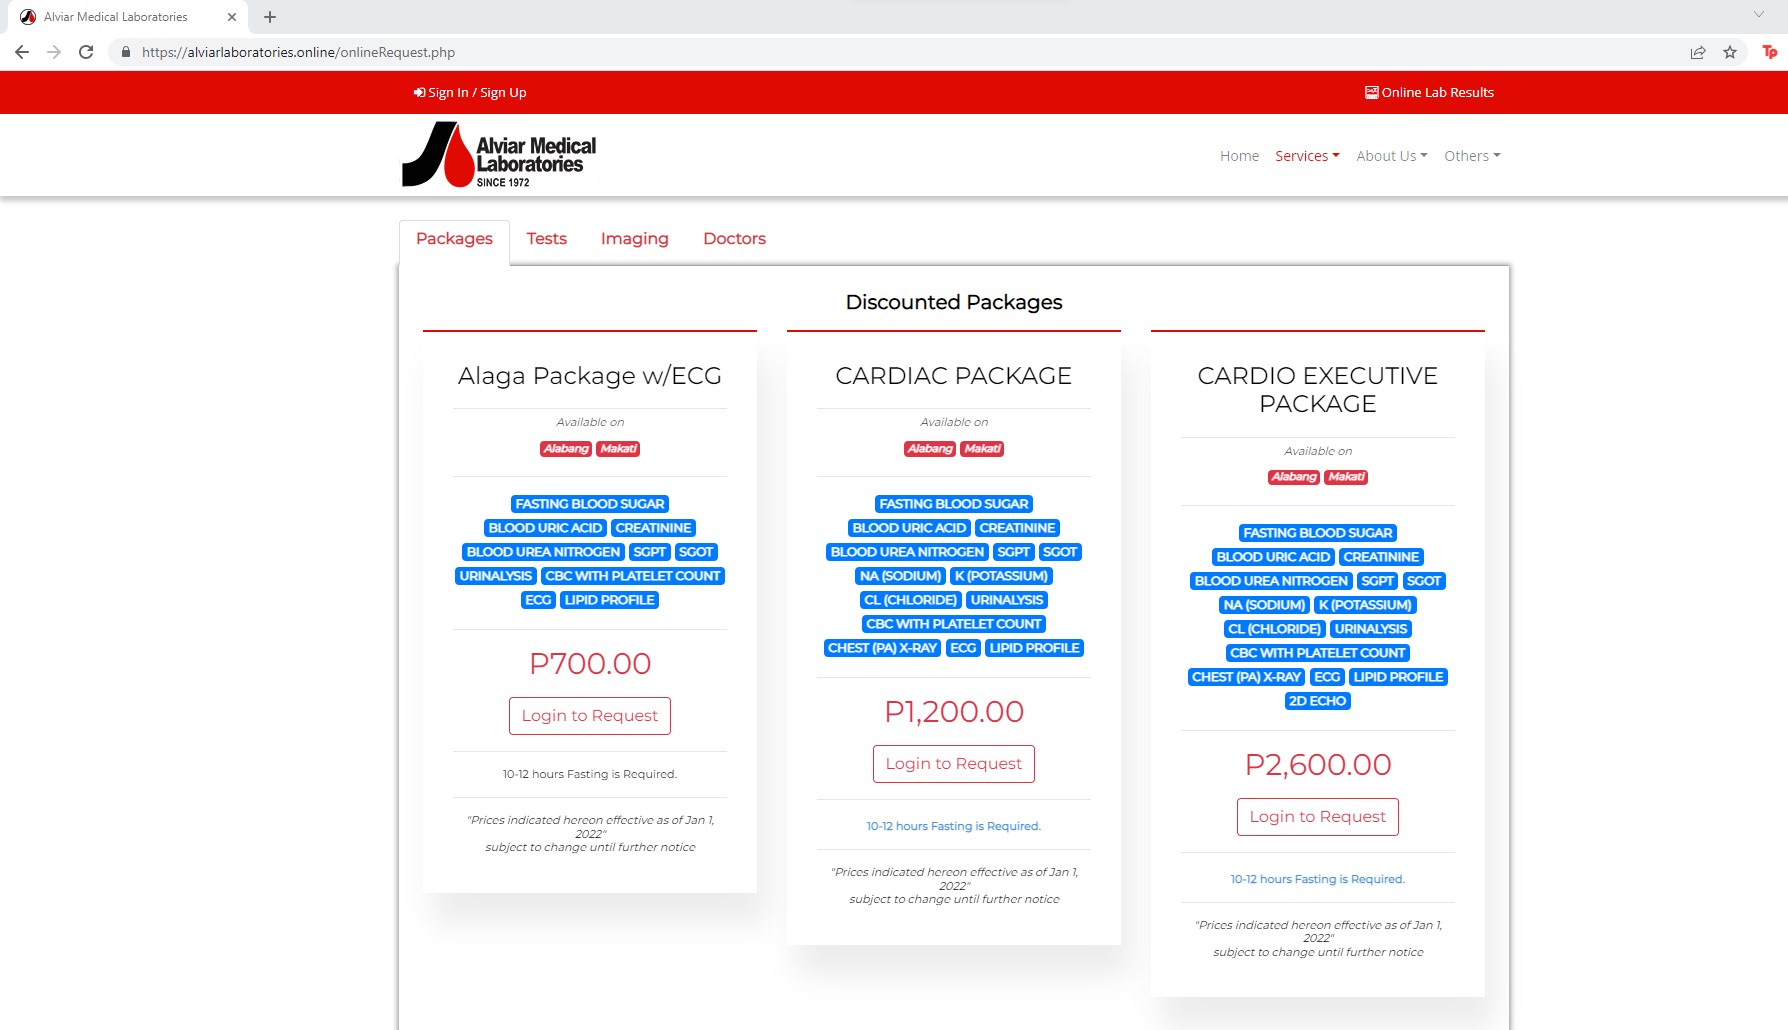 Alviar Medical Laboratories
https://alviarlaboratories.online/onlineRequest.php
Tp
Sign In / Sign Up
Online Lab Results
Alviar Medical
Laboratories
SINCE 1972
Home Services About Us Others
Packages Tests Imaging Doctors
Discounted Packages
Alaga Package w/ECG
Available on
Alabang Makati
FASTING BLOOD SUGAR
BLOOD URIC ACID CREATININE
BLOOD UREA NITROGEN SGPT SGOT
URINALYSIS CBC WITH PLATELET COUNT
ECG LIPID PROFILE
P700.00
Login to Request
10-12 hours Fasting is Required.
"Prices indicated hereon effective as of Jan 1,
2022"
subject to change until further notice
CARDIAC PACKAGE
Available on
Alabang Makati
FASTING BLOOD SUGAR
BLOOD URIC ACID CREATININE
BLOOD UREA NITROGEN SGPT SGOT
NA (SODIUM) K (POTASSIUM)
CL (CHLORIDE) URINALYSIS
CBC WITH PLATELET COUNT
CHEST (PA) X-RAY ECG LIPID PROFILE
P1,200.00
Login to Request
10-12 hours Fasting is Required.
"Prices indicated hereon effective as of Jan 1,
2022"
subject to change until further notice
CARDIO EXECUTIVE
PACKAGE
Available on
Alabang Makati
FASTING BLOOD SUGAR
BLOOD URIC ACID CREATININE
BLOOD UREA NITROGEN SGPT SGOT
NA (SODIUM) K (POTASSIUM)
CL (CHLORIDE) URINALYSIS
CBC WITH PLATELET COUNT
CHEST (PA) X-RAY ECG LIPID PROFILE
2D ECHO
P2,600.00
Login to Request
10-12 hours Fasting is Required.
"Prices indicated hereon effective as of Jan 1,
2022"
subject to change until further notice